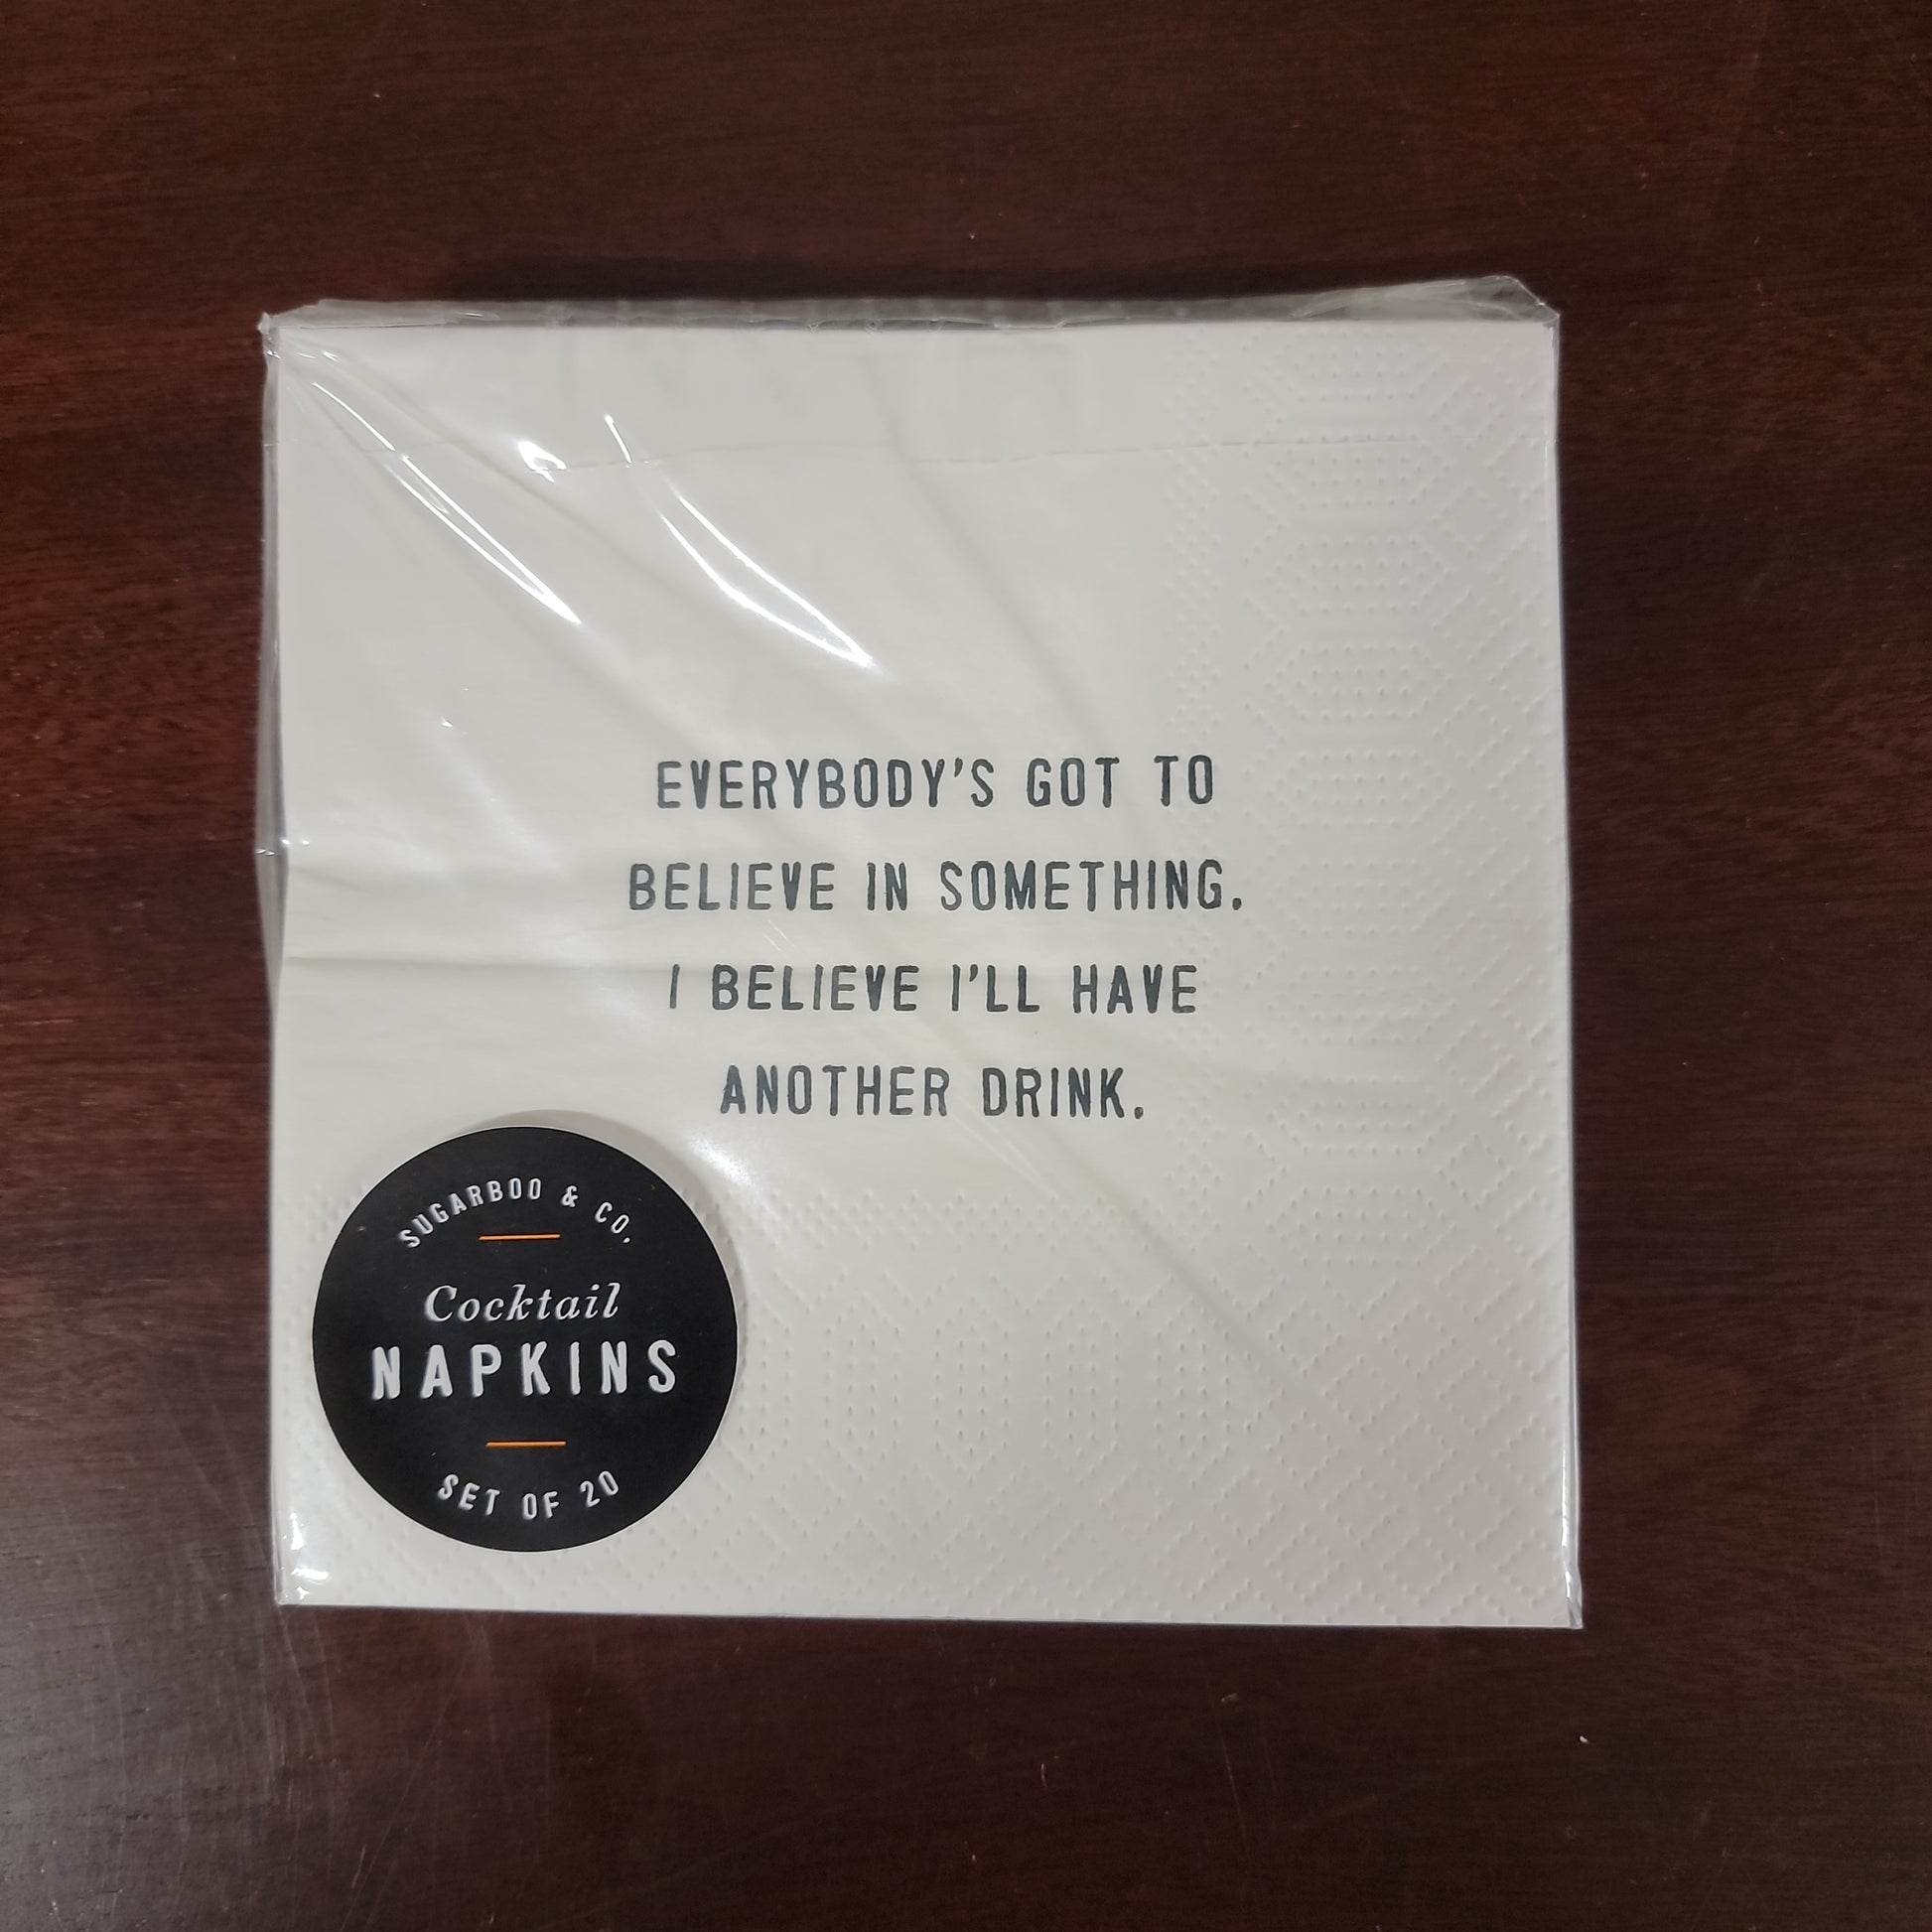 EVERYBODY'S GOT TO
BELIEVE IN SOMETHING.
I BELIEVE I'LL HAVE
ANOTHER DRINK.
SUGARBOO & CO.
Cocktail
NAPKINS
SET OF 20